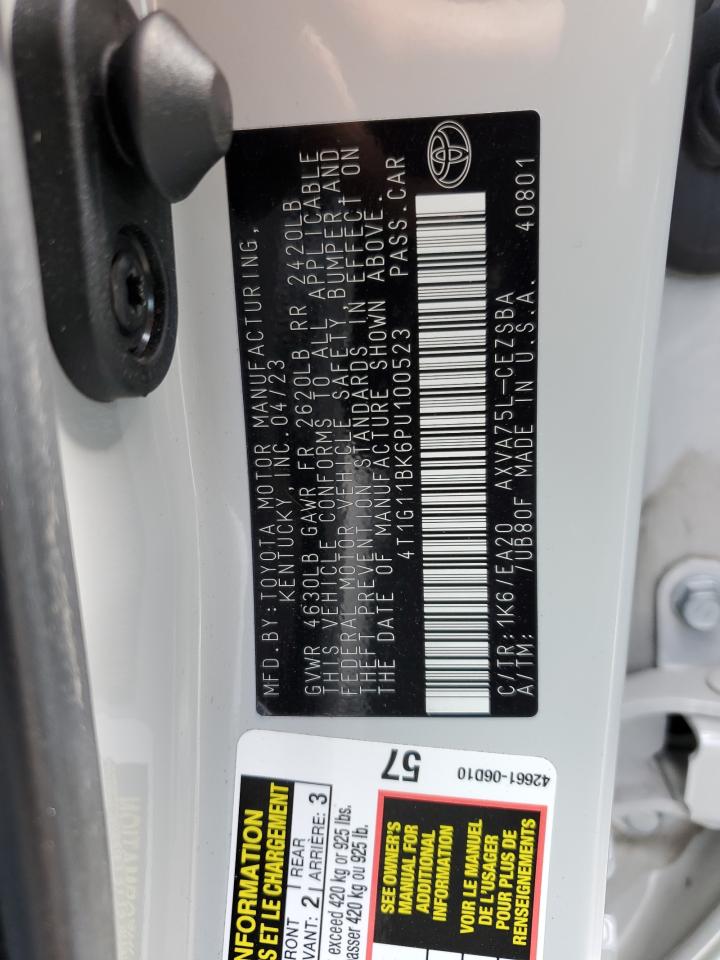 MFD.BY:TOYOTA MOTOR MANUFACTURING,
KENTUCKY, INC. 04/23
GVWR 4630LB GAWR FR 2620LB RR 2420LB
THIS VEHICLE CONFORMS TO ALL APPLICABLE
FEDERAL MOTOR VEHICLE SAFETY, BUMPER, AND
THEFT PREVENTION STANDARDS IN EFFECT ON
THE DATE OF MANUFACTURE SHOWN ABOVE.
4T1G11BK6PU100523 PASS.CAR
C/TR:1K6/EA20 AXVA75L-CEZSBA
A/TM: /UB80F MADE IN U.S.A. 40801
57
42661-06D10
INFORMATION
S ET LE CHARGEMENT
RONT 2 REAR 3
VANT: ARRIÈRE:
exceed 420 kg or 925 lbs.
passer 420 kg ou 925 lb.
SEE OWNER'S
MANUAL FOR
ADDITIONAL
INFORMATION
VOIR LE MANUEL
DE L'USAGER
POUR PLUS DE
RENSEIGNEMENTS